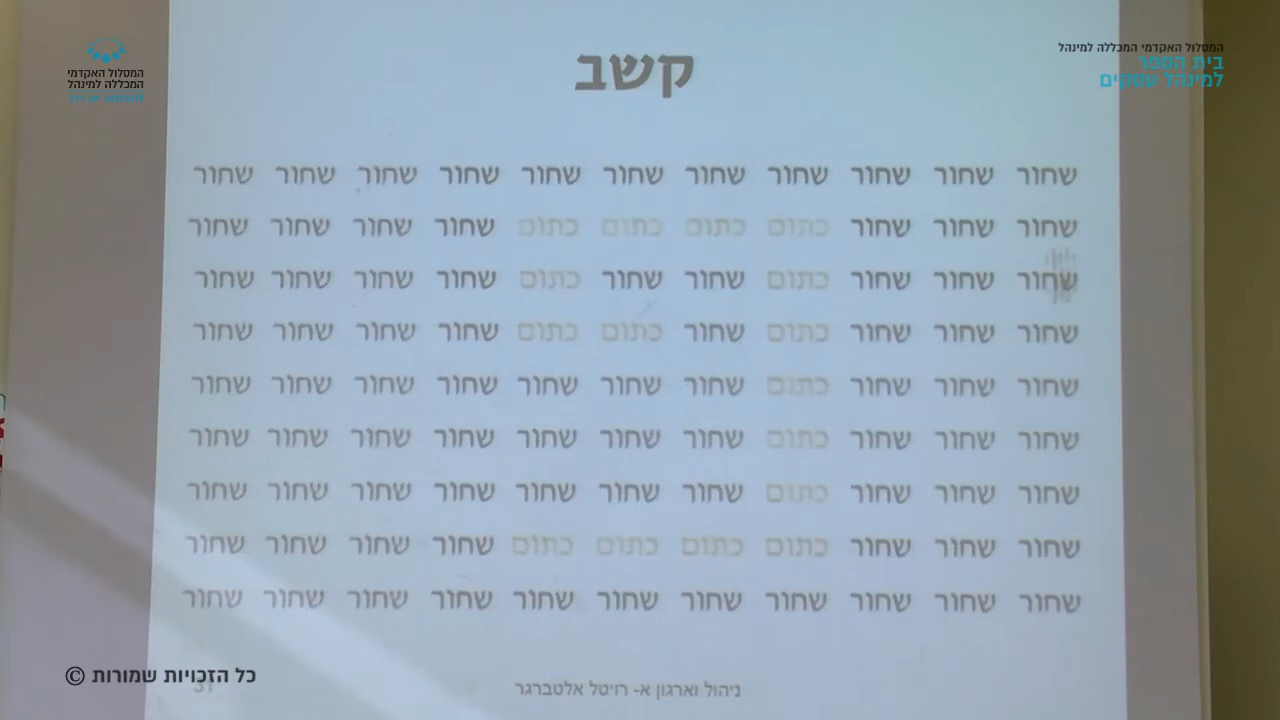 המסלול האקדמי המכללה למינהל
בית הספר
למינהל עסקים
המסלול האקדמי
המכללה למינהל
קשב
שחור שחור שחור שחור שחור שחור שחור שחור שחור שחור שחור
שחור שחור שחור כתום כתום כתום כתום שחור שחור שחור שחור
שחור שחור שחור כתום שחור שחור כתום שחור שחור שחור שחור
שחור שחור שחור כתום שחור כתום כתום שחור שחור שחור שחור
שחור שחור שחור כתום שחור שחור שחור שחור שחור שחור שחור
שחור שחור שחור כתום שחור שחור שחור שחור שחור שחור שחור
שחור שחור שחור כתום שחור שחור שחור שחור שחור שחור שחור
שחור שחור שחור כתום כתום כתום כתום שחור שחור שחור שחור
שחור שחור שחור שחור שחור שחור שחור שחור שחור שחור שחור
ניהול וארגון א- רויטל אלטברגר
31
כל הזכויות שמורות ©